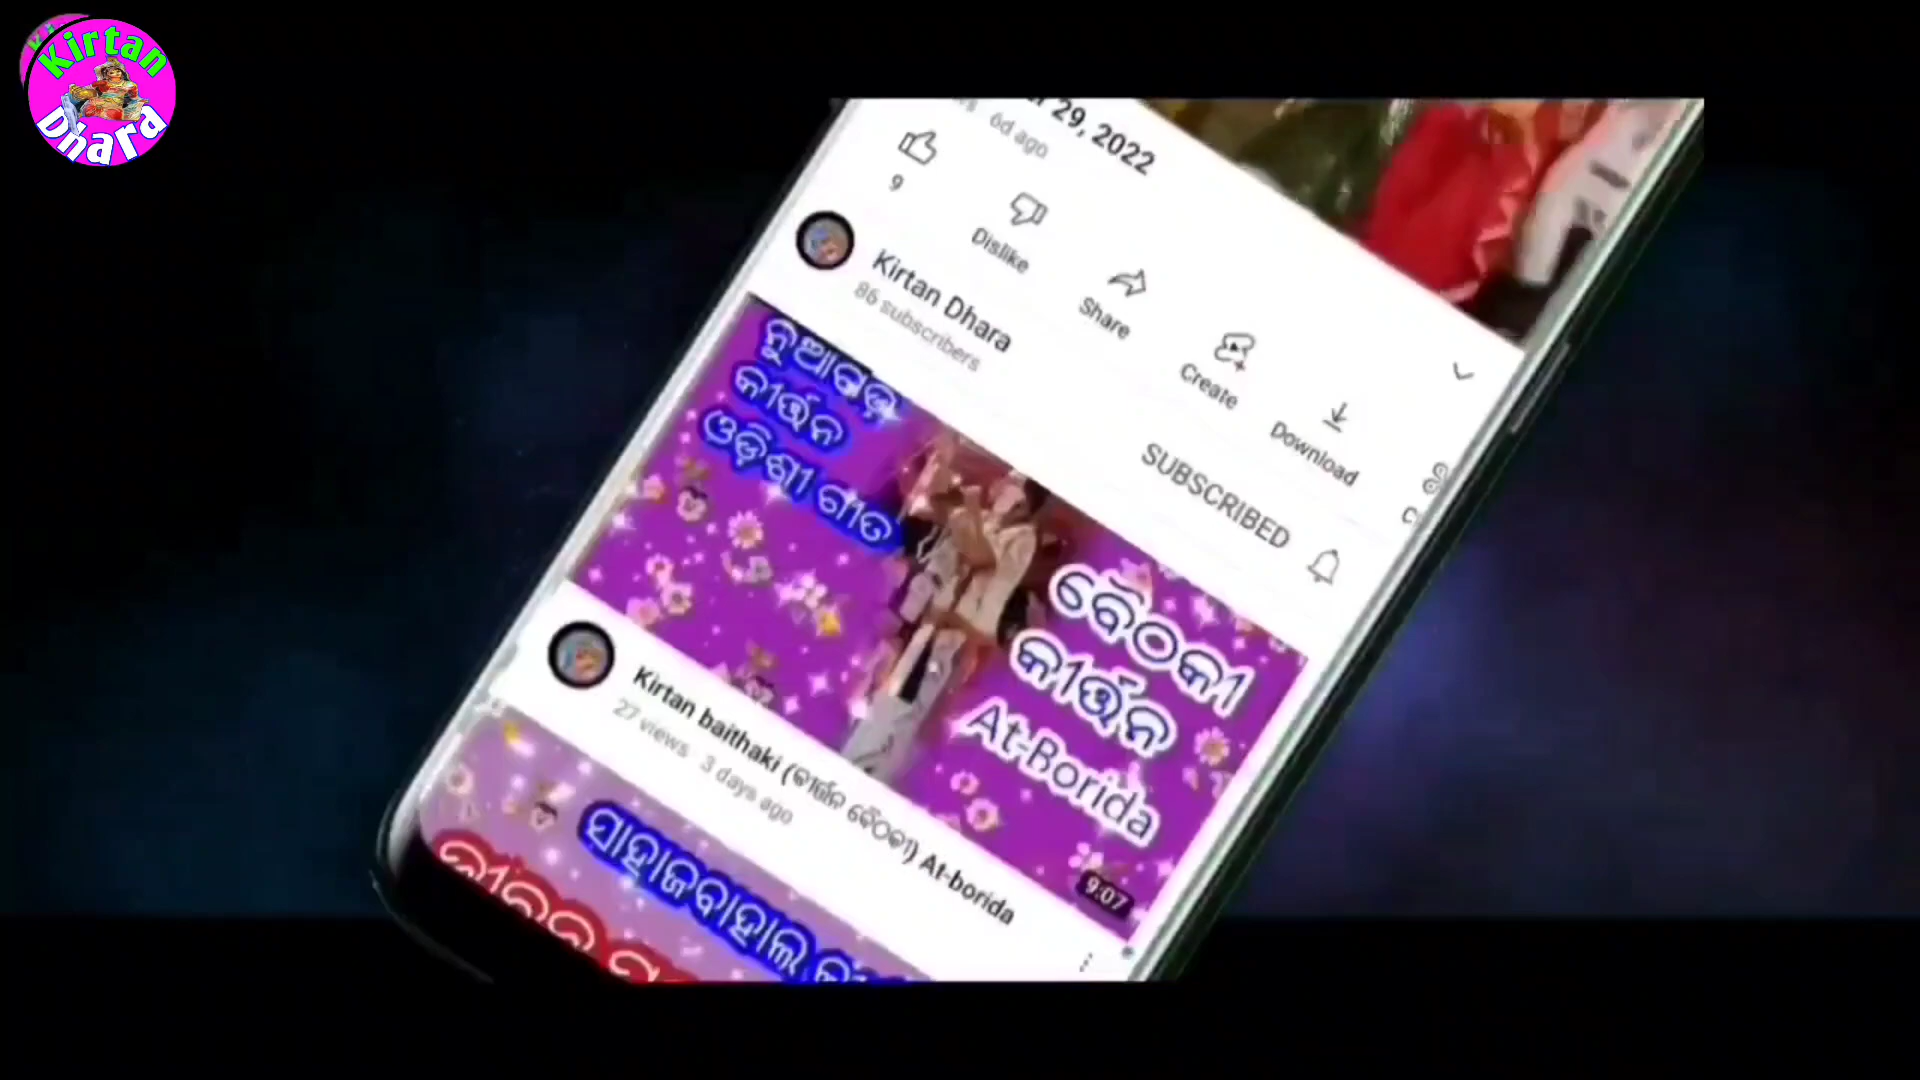 Kirtan
Dhara
29, 2022
6d ago
9
Dislike
Share
Create
Download
Kirtan Dhara
86 subscribers
SUBSCRIBED
ନୂଆଗଡ଼
କୀର୍ତ୍ତନ
ଓଡ଼ିଶୀ ଗୀତ
ବୈଠକୀ
କୀର୍ତ୍ତନ
At-Borida
9:07
Kirtan baithaki (କୀର୍ତ୍ତନ ବୈଠକୀ) At-borida
27 views · 3 days ago
ସାହାଜବାହାଲ